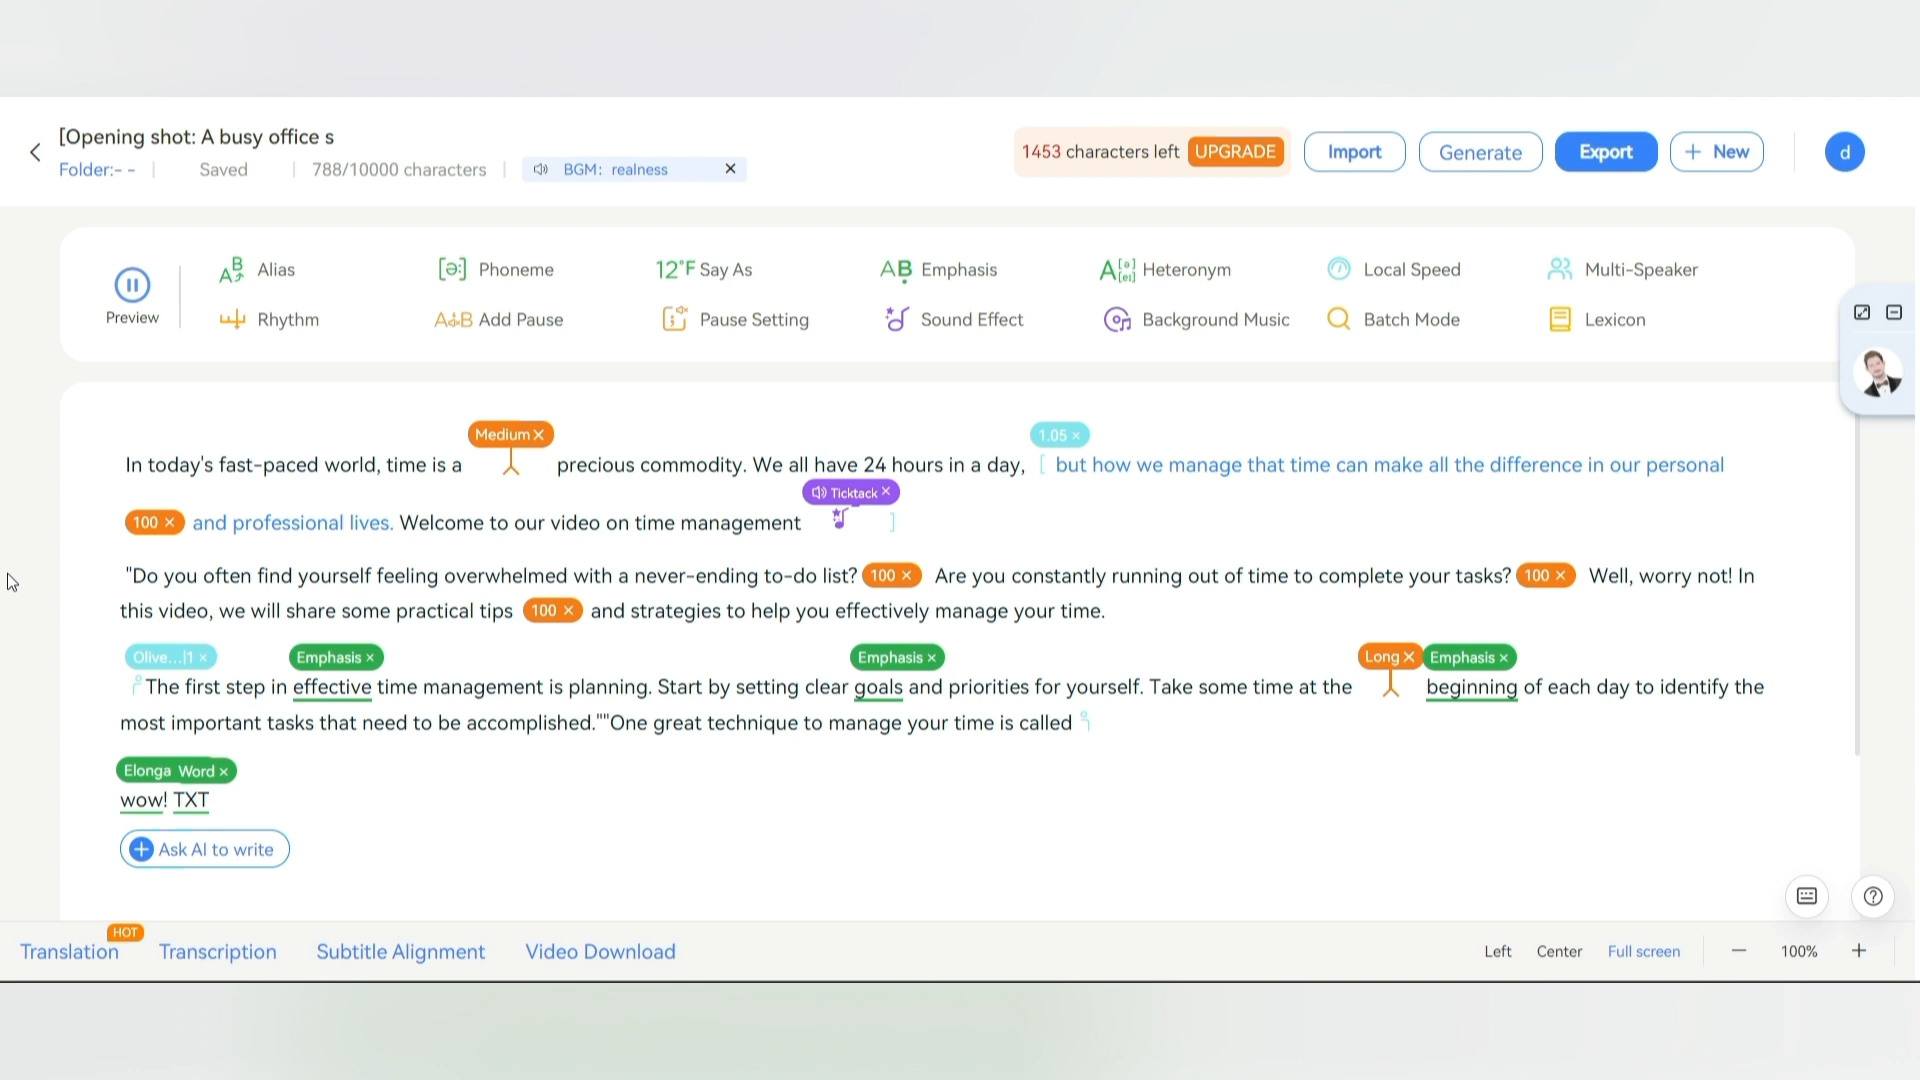 [Opening shot: A busy office s
Folder:- - | Saved | 788/10000 characters | BGM: realness ×
1453 characters left UPGRADE Import Generate Export + New d
Alias Phoneme 12°F Say As AB Emphasis Heteronym Local Speed Multi-Speaker
Preview
Rhythm Add Pause Pause Setting Sound Effect Background Music Batch Mode Lexicon
Medium × 1.05 ×
In today's fast-paced world, time is a precious commodity. We all have 24 hours in a day, [ but how we manage that time can make all the difference in our personal
Ticktack ×
100 × and professional lives. Welcome to our video on time management ]
"Do you often find yourself feeling overwhelmed with a never-ending to-do list? 100 × Are you constantly running out of time to complete your tasks? 100 × Well, worry not! In
this video, we will share some practical tips 100 × and strategies to help you effectively manage your time.
Olive...|1 × Emphasis × Emphasis × Long × Emphasis ×
The first step in effective time management is planning. Start by setting clear goals and priorities for yourself. Take some time at the beginning of each day to identify the
most important tasks that need to be accomplished.""One great technique to manage your time is called
Elonga Word ×
wow! TXT
Ask AI to write
HOT
Translation Transcription Subtitle Alignment Video Download Left Center Full screen — 100% +